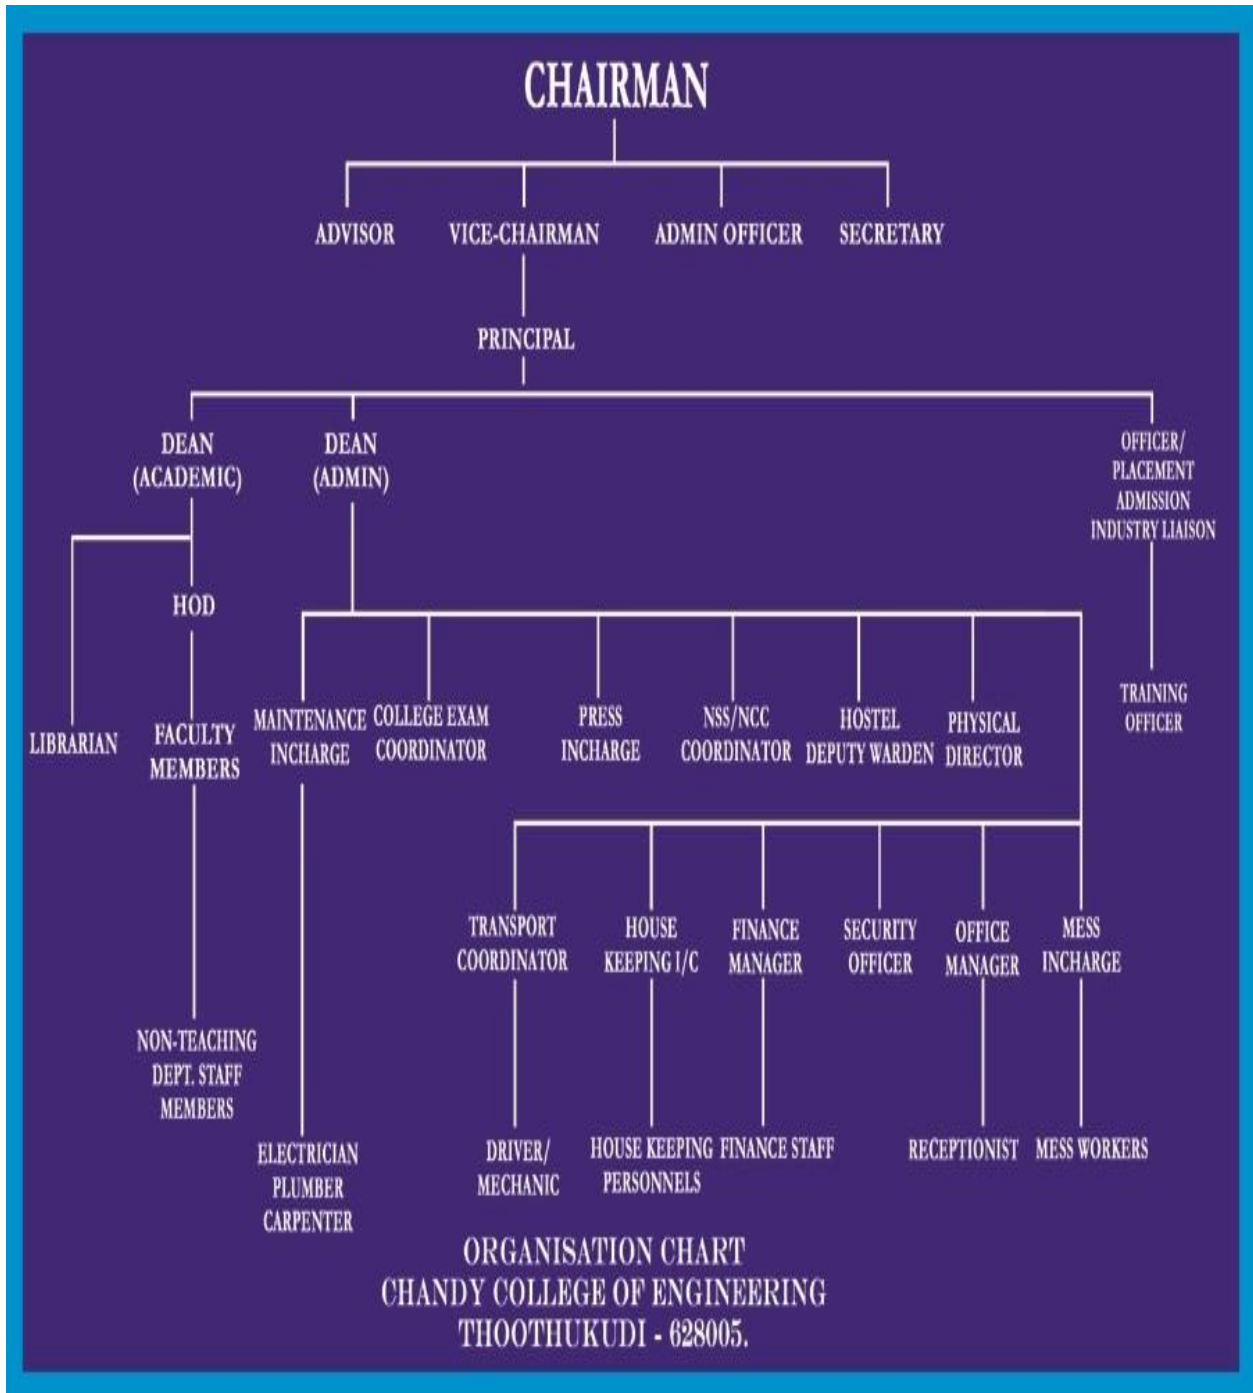 CHAIRMAN
ADVISOR
VICE-CHAIRMAN
ADMIN OFFICER
SECRETARY
PRINCIPAL
DEAN
(ACADEMIC)
DEAN
(ADMIN)
OFFICER/
PLACEMENT
ADMISSION
INDUSTRY LIAISON
HOD
LIBRARIAN
FACULTY
MEMBERS
MAINTENANCE
INCHARGE
COLLEGE EXAM
COORDINATOR
PRESS
INCHARGE
NSS/NCC
COORDINATOR
HOSTEL
DEPUTY WARDEN
PHYSICAL
DIRECTOR
TRAINING
OFFICER
TRANSPORT
COORDINATOR
HOUSE
KEEPING I/C
FINANCE
MANAGER
SECURITY
OFFICER
OFFICE
MANAGER
MESS
INCHARGE
NON-TEACHING
DEPT. STAFF
MEMBERS
ELECTRICIAN
PLUMBER
CARPENTER
DRIVER/
MECHANIC
HOUSE KEEPING
PERSONNELS
FINANCE STAFF
RECEPTIONIST
MESS WORKERS
ORGANISATION CHART
CHANDY COLLEGE OF ENGINEERING
THOOTHUKUDI - 628005.